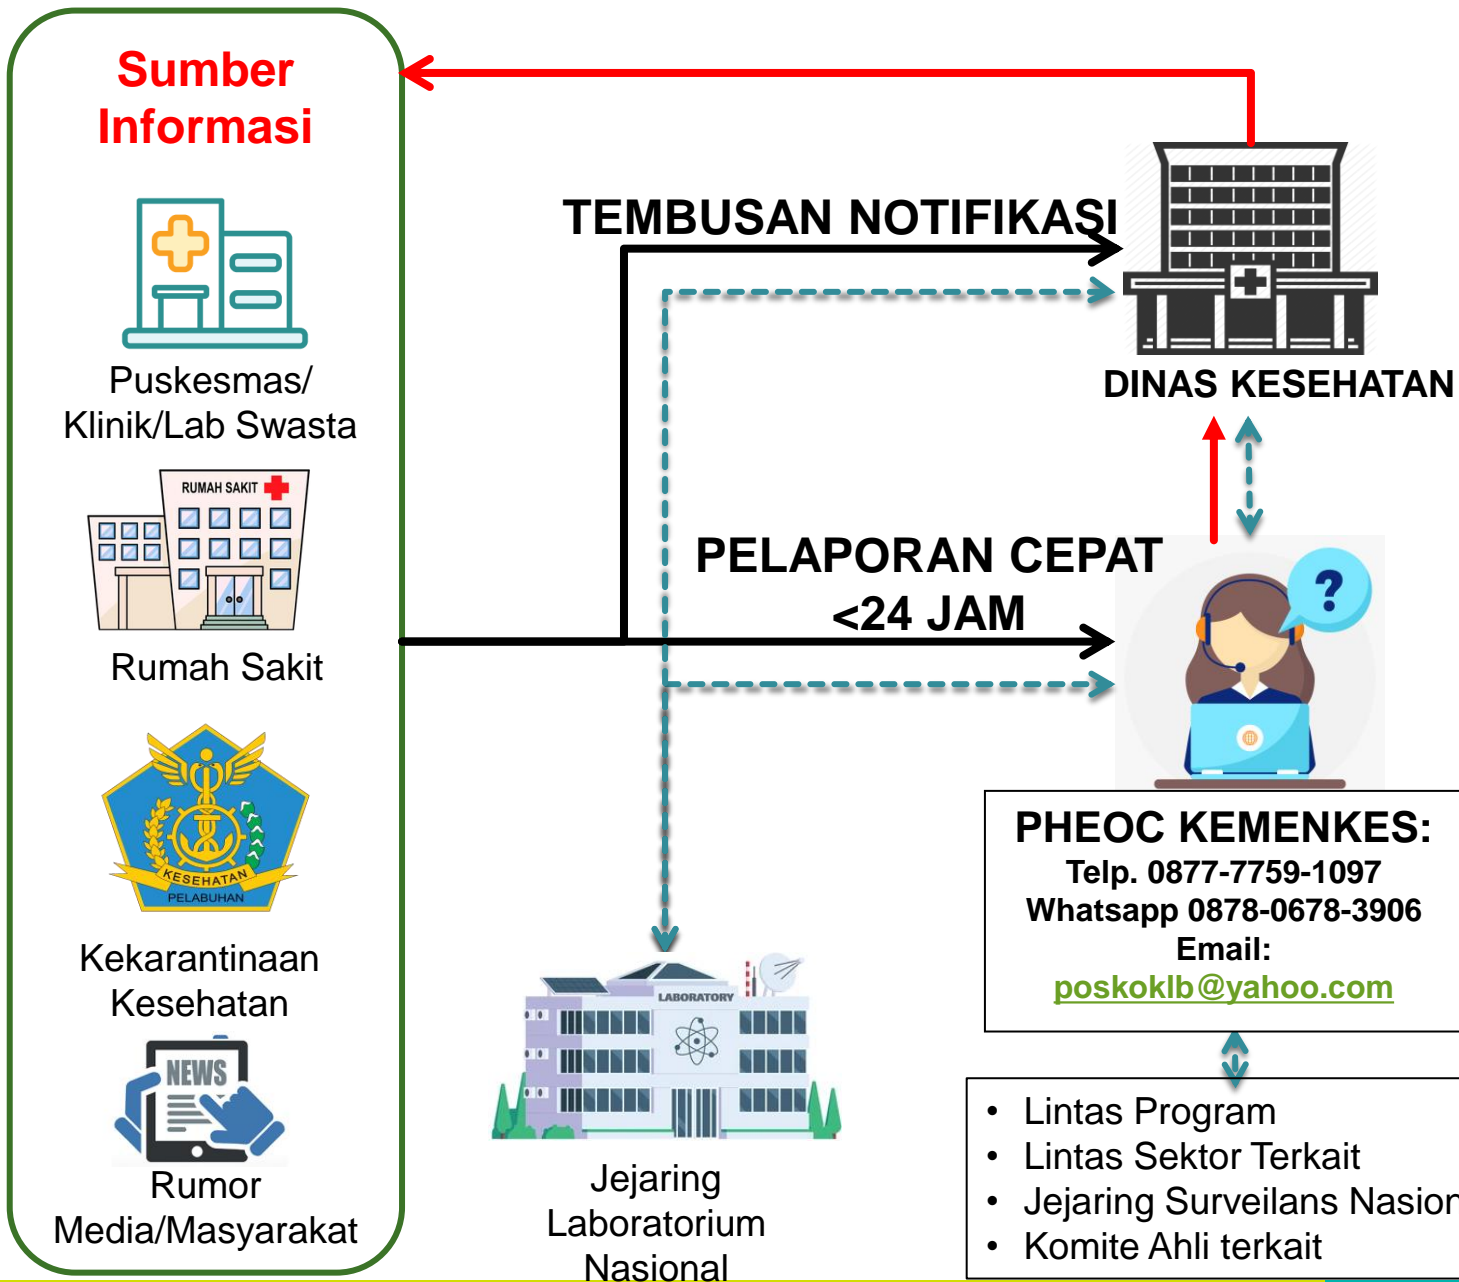 Sumber
Informasi
Puskesmas/
Klinik/Lab Swasta
RUMAH SAKIT
Rumah Sakit
KESEHATAN
PELABUHAN
Kekarantinaan
Kesehatan
NEWS
Rumor
Media/Masyarakat
TEMBUSAN NOTIFIKASI
DINAS KESEHATAN
PELAPORAN CEPAT
<24 JAM
?
PHEOC KEMENKES:
Telp. 0877-7759-1097
Whatsapp 0878-0678-3906
Email:
poskoklb@yahoo.com
LABORATORY
Jejaring
Laboratorium
Nasional
• Lintas Program
• Lintas Sektor Terkait
• Jejaring Surveilans Nasion
• Komite Ahli terkait